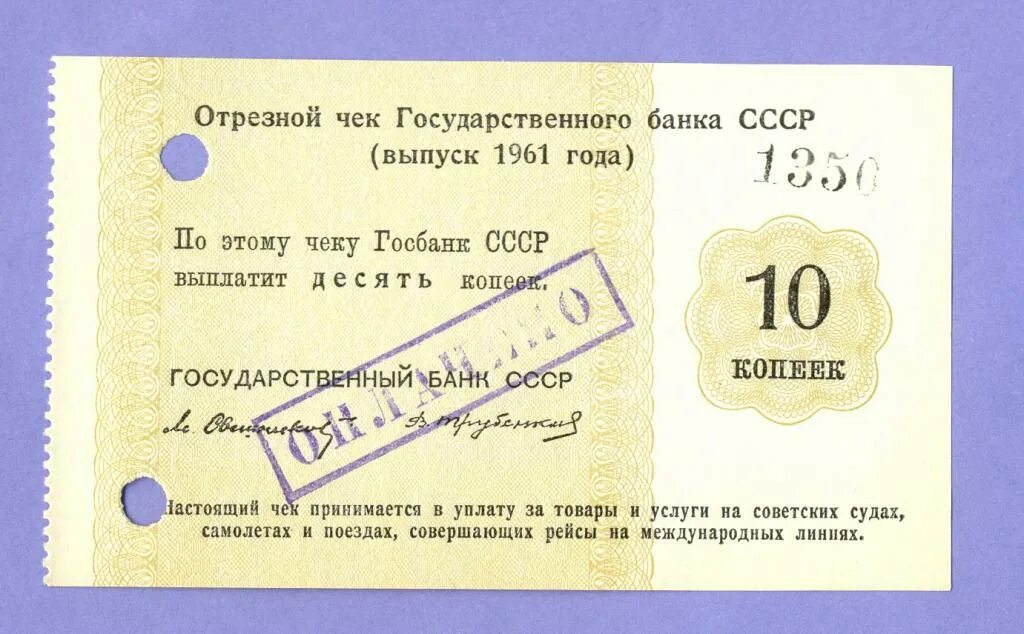 Отрезной чек Государственного банка СССР
(выпуск 1961 года)
1350
По этому чеку Госбанк СССР
выплатит десять копеек.
10
КОПЕЕК
ОПЛАЧЕНО
ГОСУДАРСТВЕННЫЙ БАНК СССР
Настоящий чек принимается в уплату за товары и услуги на советских судах,
самолетах и поездах, совершающих рейсы на международных линиях.